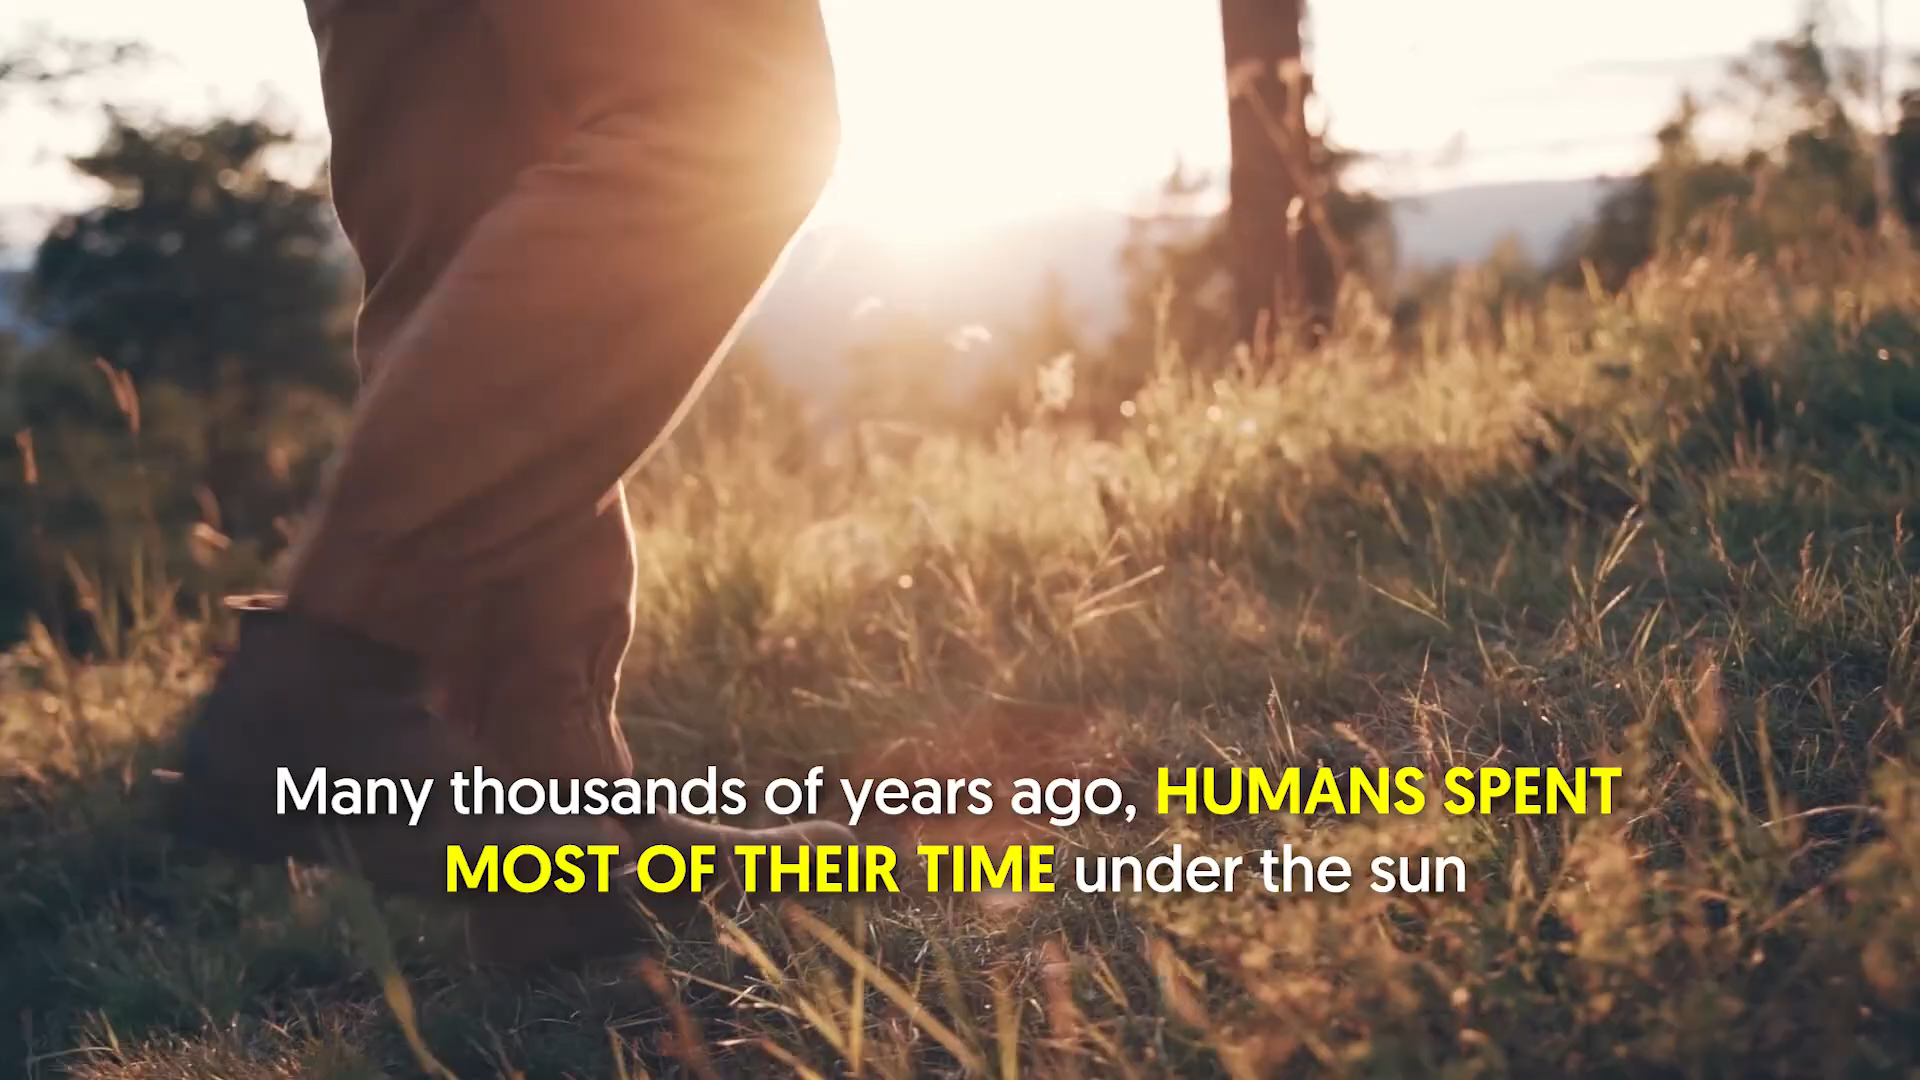 Many thousands of years ago, HUMANS SPENT
MOST OF THEIR TIME under the sun